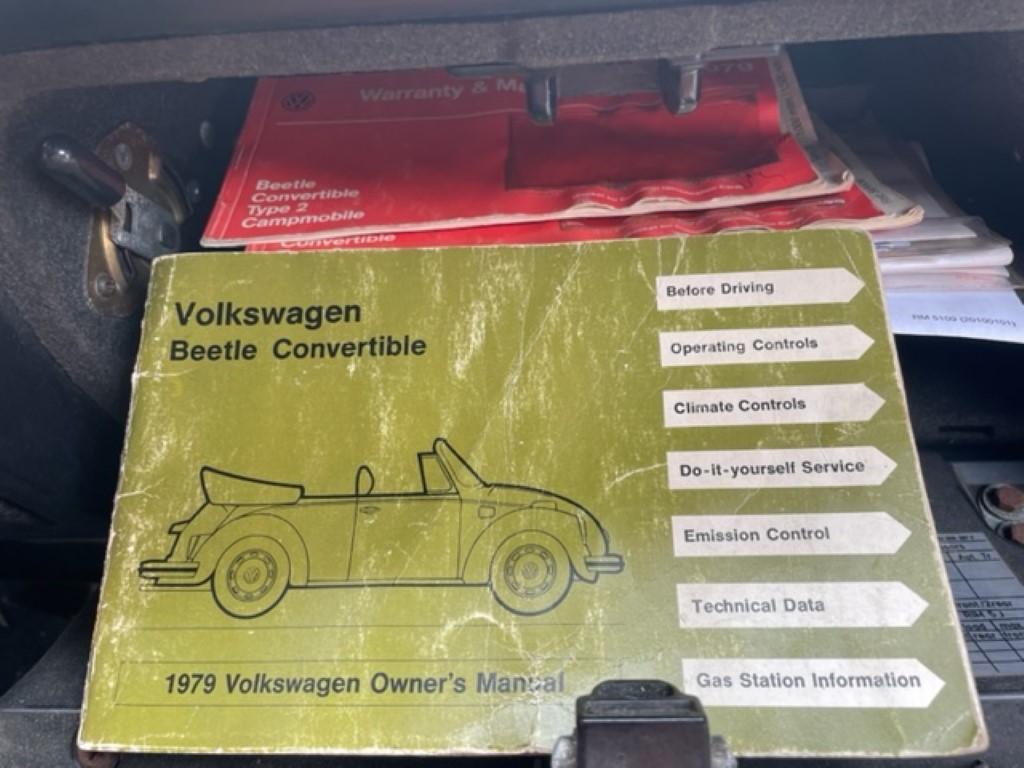 Warranty &
Beetle
Convertible
Type 2
Campmobile
Convertible
Volkswagen
Beetle Convertible
Before Driving
Operating Controls
Climate Controls
Do-it-yourself Service
Emission Control
Technical Data
Gas Station Information
1979 Volkswagen Owner's Manual